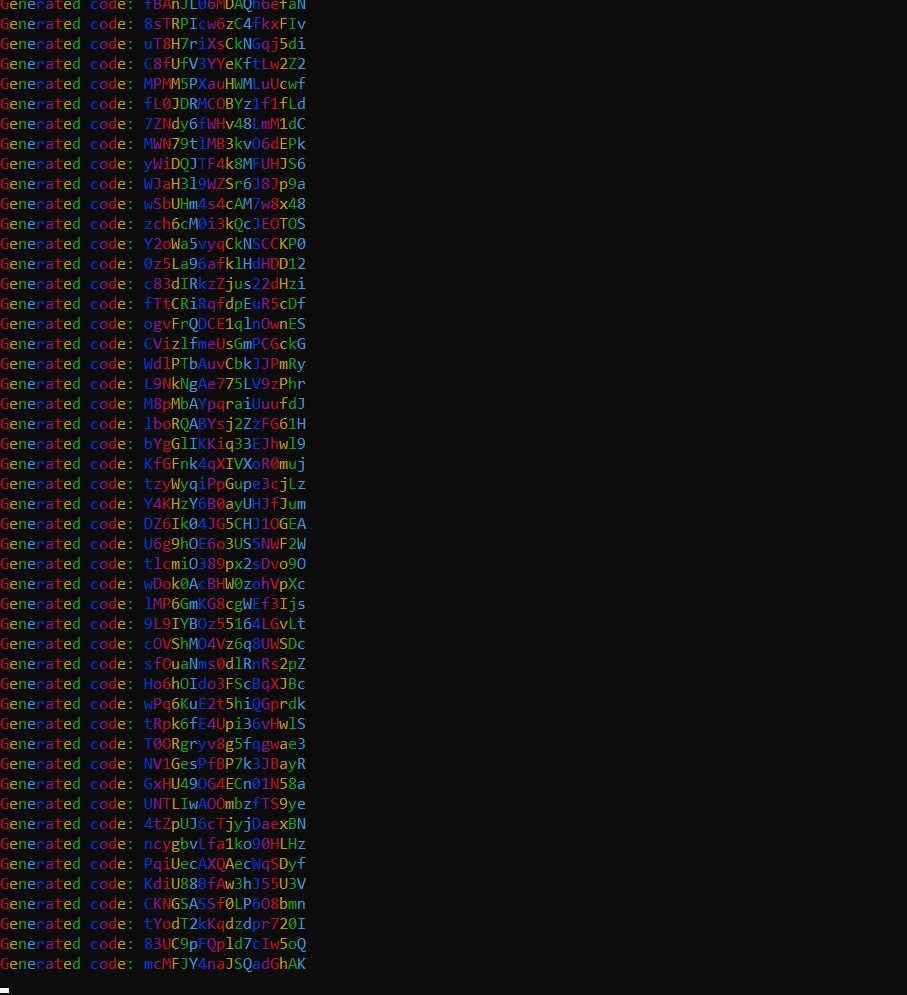 Generated code: fBAnJL06MDAQh6efaN
Generated code: 8sTRPIcw6zC4fkxFIv
Generated code: uT8H7riXsCkNGqj5di
Generated code: C8fUfV3YYeKftLw2Z2
Generated code: MPMM5PXauHWMLuUcwf
Generated code: fL0JDRMCOBYz1f1fLd
Generated code: 7ZNdy6fWHv48LmM1dC
Generated code: MWN79tlMB3kvO6dEPk
Generated code: yWiDQJTF4k8MFUHJS6
Generated code: WJaH3l9WZSr6J8Jp9a
Generated code: wSbUHm4s4cAM7w8x48
Generated code: zch6cM0i3kQcJEOTOS
Generated code: Y2oWa5vyqCkNSCCKP0
Generated code: 0z5La96afklHdHDD12
Generated code: c83dIRkzZjus22dHzi
Generated code: fTtCRiRqfdpEuR5cDf
Generated code: ogvFrQDCE1qlnOwnES
Generated code: CVizlfmeUsGmPCGckG
Generated code: WdlPTbAuvCbkJJPmRy
Generated code: L9NkNgAe775LV9zPhr
Generated code: M8pMbAYpqraiUuufdJ
Generated code: lboRQABYsj2ZzFG61H
Generated code: bYgGlIKKiq33EJhwl9
Generated code: KfGFnk4qXIVXoR0muj
Generated code: tzyWyqiPpGupe3cjLz
Generated code: Y4KHzY6B0ayUHJfJum
Generated code: DZ6Ik04JG5CHJ1OGEA
Generated code: U6g9hOE6o3US5NWF2W
Generated code: tlcmiO389px2sDvo9O
Generated code: wDok0AcBHW0zohVpXc
Generated code: lMP6GmKG8cgWEf3Ijs
Generated code: 9L9IYBOz55164LGvLt
Generated code: cOVShMO4Vz6q8UWSDc
Generated code: sfOuaNms0dlRnRs2pZ
Generated code: Ho6hOIdo3FScBqXJBc
Generated code: wPq6KuE2t5hiQGprdk
Generated code: tRpk6fE4Upi36vHwlS
Generated code: T0ORgryv8g5fqgwae3
Generated code: NV1GesPfBP7k3JBayR
Generated code: GxHU49OG4ECn01N58a
Generated code: UNTLIwAOOmbzfTS9ye
Generated code: 4tZpUJ6cTjyjDaexBN
Generated code: ncygbvLfa1ko90HLHz
Generated code: PqiUecAXQAecWqSDyf
Generated code: KdiU88BfAw3hJ55U3V
Generated code: CKNGSASSf0LP6O8bmn
Generated code: tYodT2kKqdzdpr720I
Generated code: 83UC9pFQpld7cIw5oQ
Generated code: mcMFJY4naJSQadGhAK